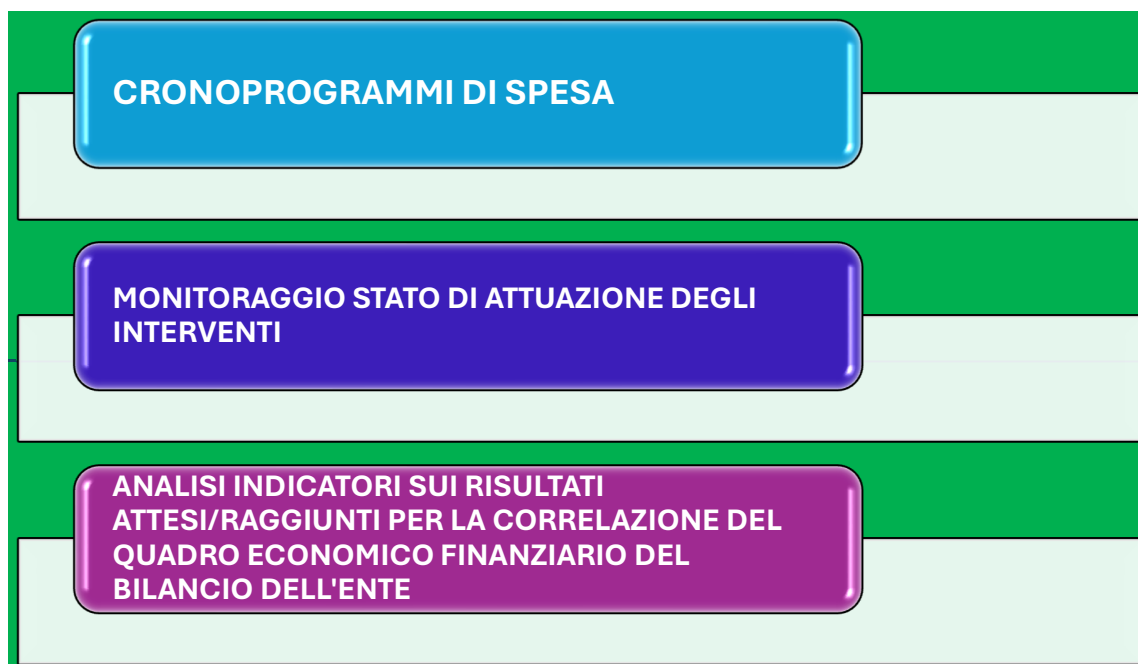 CRONOPROGRAMMI DI SPESA
MONITORAGGIO STATO DI ATTUAZIONE DEGLI
INTERVENTI
ANALISI INDICATORI SUI RISULTATI
ATTESI/RAGGIUNTI PER LA CORRELAZIONE DEL
QUADRO ECONOMICO FINANZIARIO DEL
BILANCIO DELL'ENTE